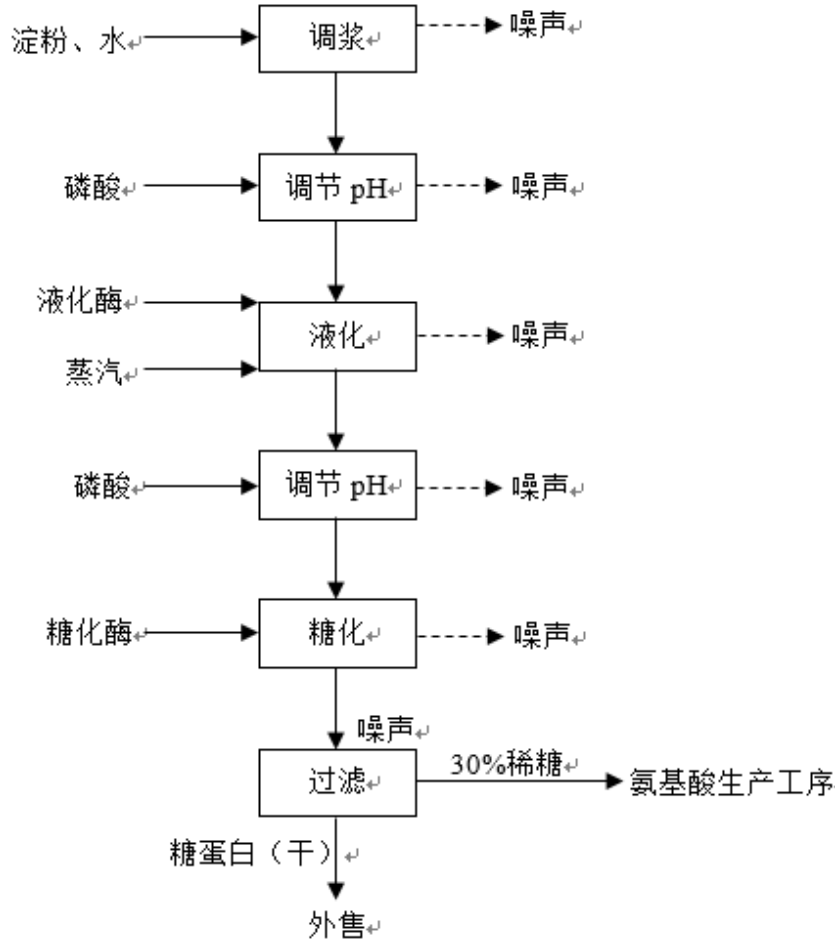 淀粉、水
调浆
噪声
磷酸
调节 pH
噪声
液化酶
蒸汽
液化
噪声
磷酸
调节 pH
噪声
糖化酶
糖化
噪声
噪声
过滤
30%稀糖
氨基酸生产工序
糖蛋白（干）
外售